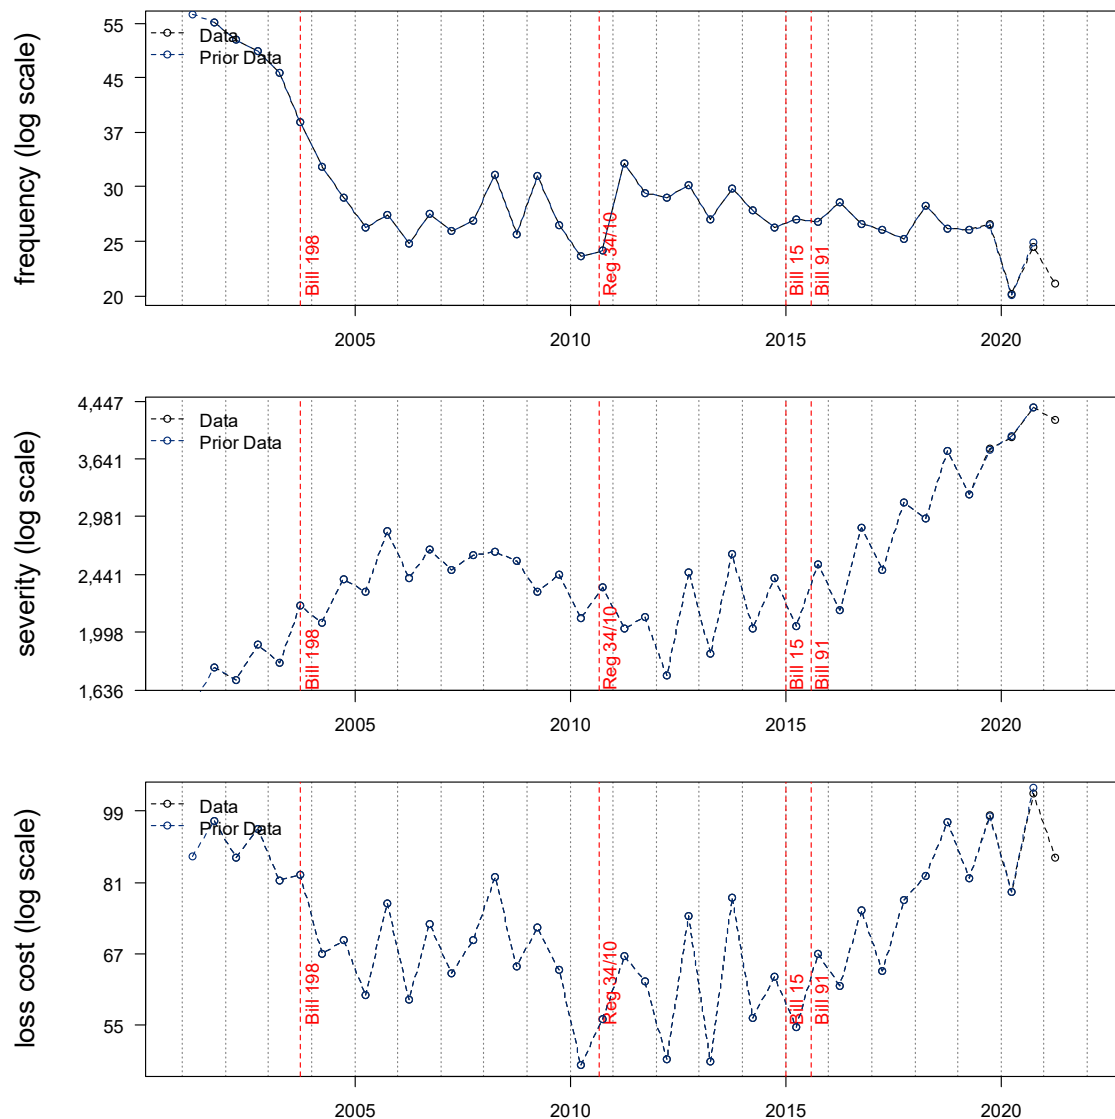 frequency (log scale)
55
45
37
30
25
20
Data
Prior Data
Bill 198
Reg 34/10
Bill 15
Bill 91
2005
2010
2015
2020
severity (log scale)
4,447
3,641
2,981
2,441
1,998
1,636
Data
Prior Data
Bill 198
Reg 34/10
Bill 15
Bill 91
2005
2010
2015
2020
loss cost (log scale)
99
81
67
55
Data
Prior Data
Bill 198
Reg 34/10
Bill 15
Bill 91
2005
2010
2015
2020